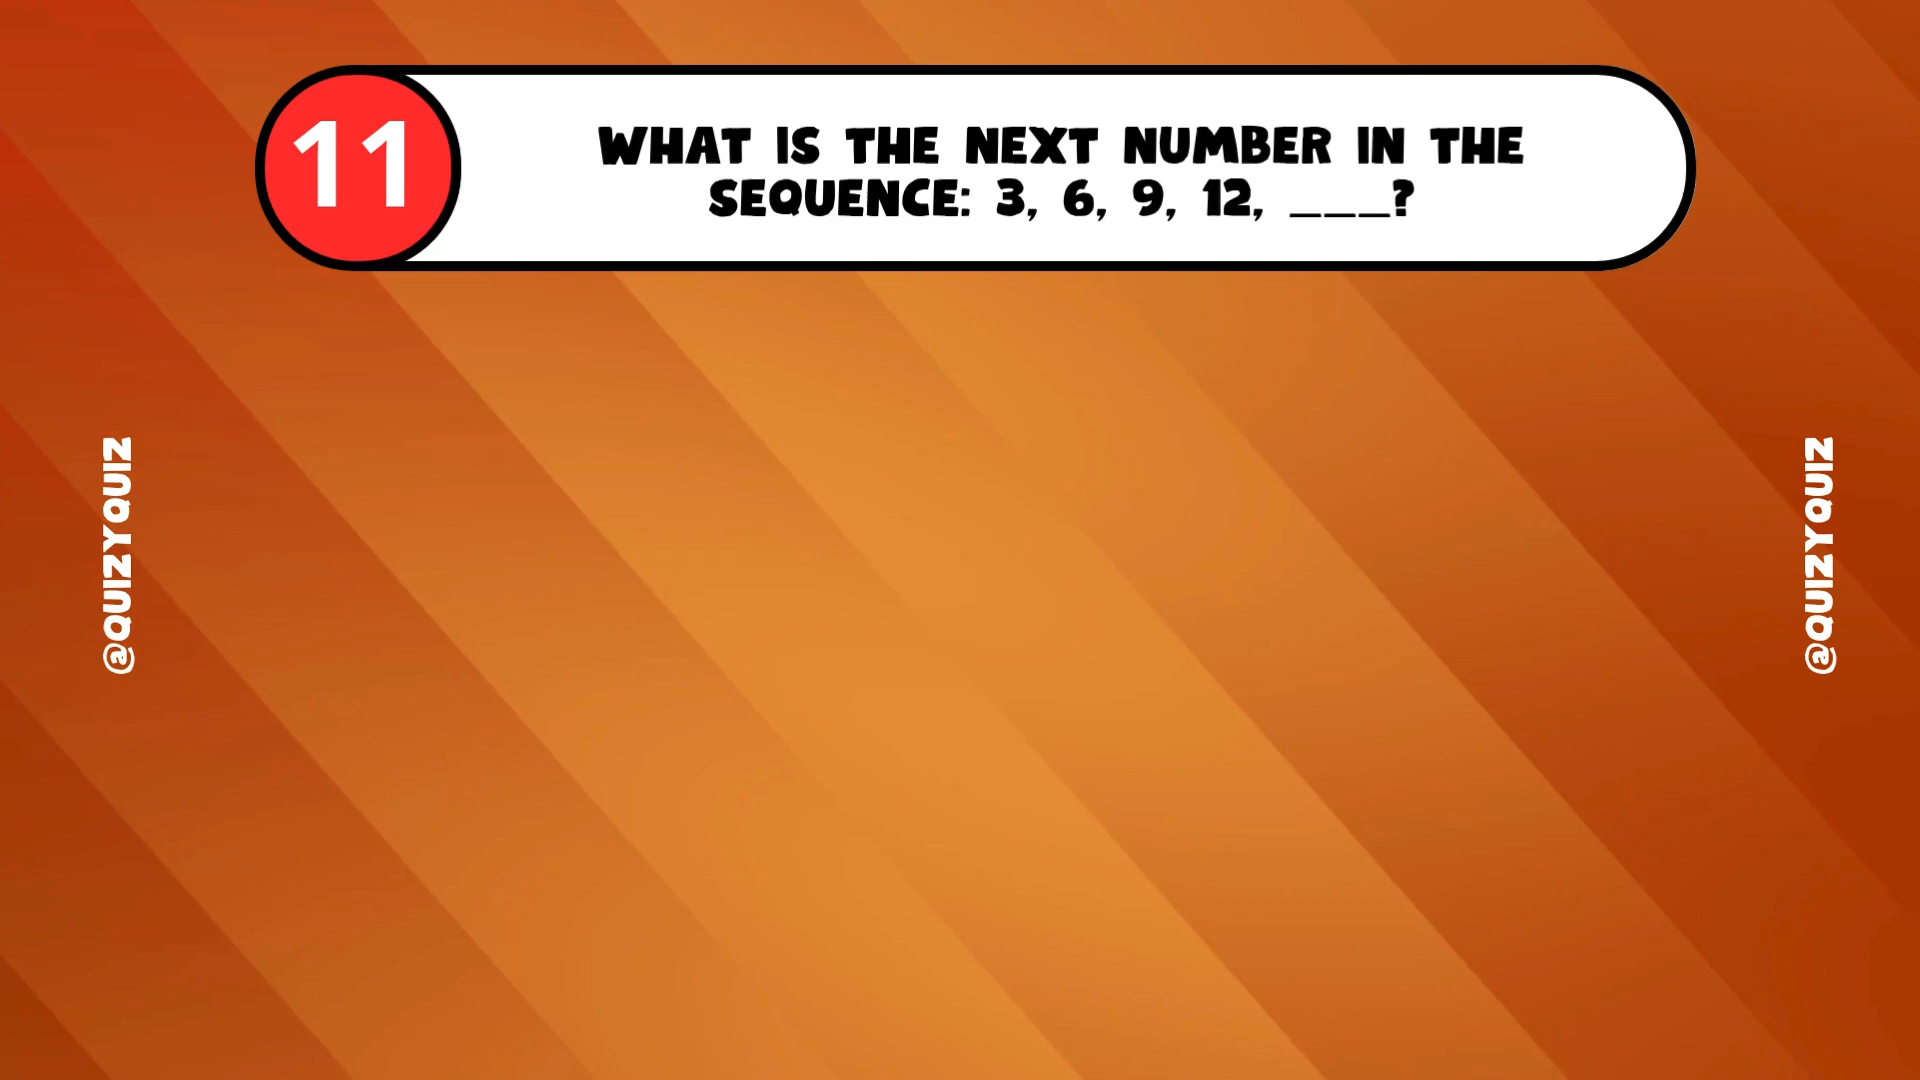 11
WHAT IS THE NEXT NUMBER IN THE
SEQUENCE: 3, 6, 9, 12, ___?
@QUIZYQUIZ
@QUIZYQUIZ